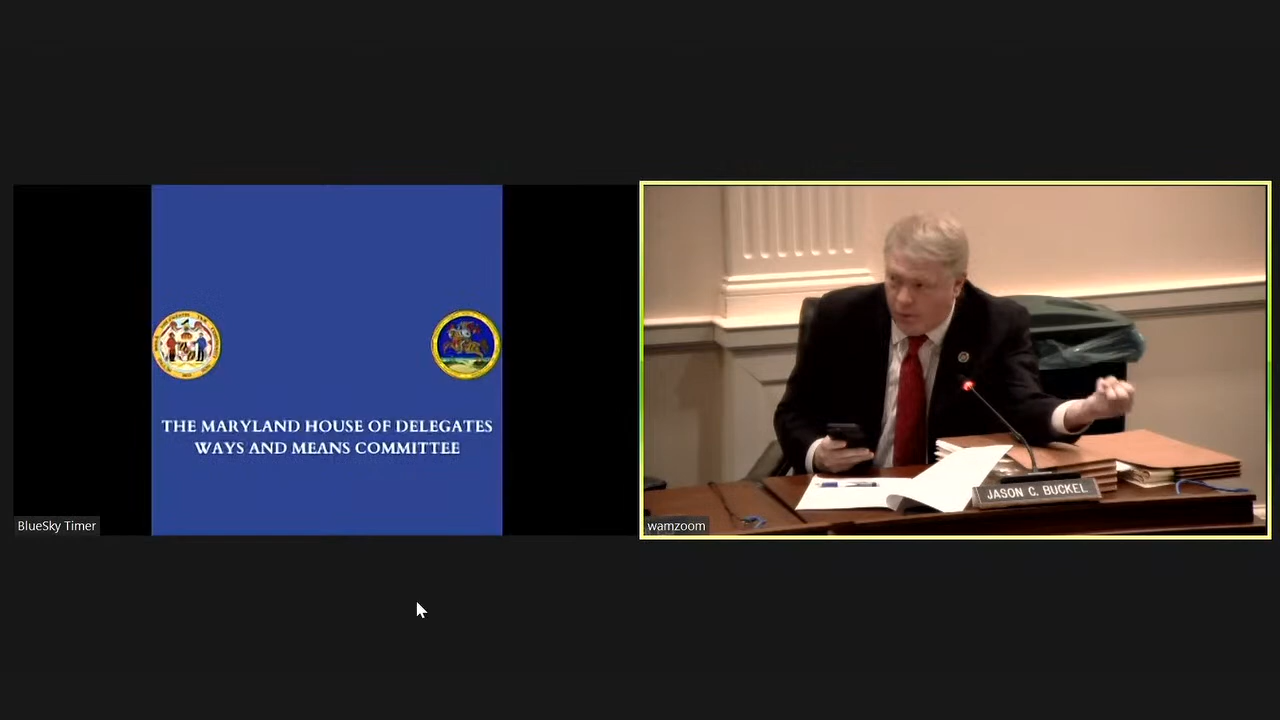 THE MARYLAND HOUSE OF DELEGATES
WAYS AND MEANS COMMITTEE
BlueSky Timer
JASON C. BUCKEL
wamzoom